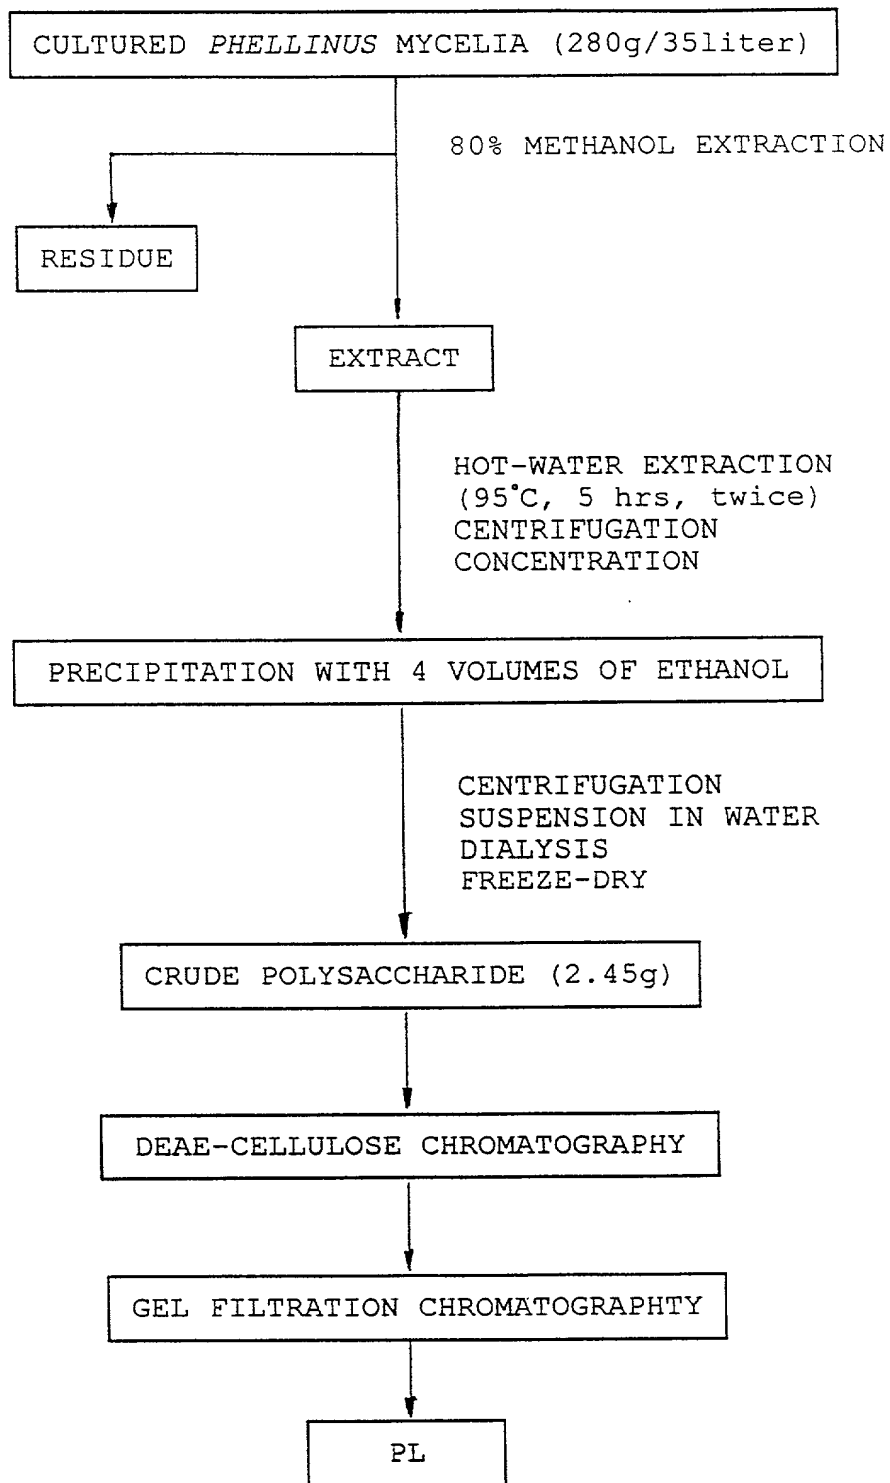 CULTURED PHELLINUS MYCELIA (280g/35liter)
80% METHANOL EXTRACTION
RESIDUE
EXTRACT
HOT-WATER EXTRACTION
(95°C, 5 hrs, twice)
CENTRIFUGATION
CONCENTRATION
PRECIPITATION WITH 4 VOLUMES OF ETHANOL
CENTRIFUGATION
SUSPENSION IN WATER
DIALYSIS
FREEZE-DRY
CRUDE POLYSACCHARIDE (2.45g)
DEAE-CELLULOSE CHROMATOGRAPHY
GEL FILTRATION CHROMATOGRAPHTY
PL